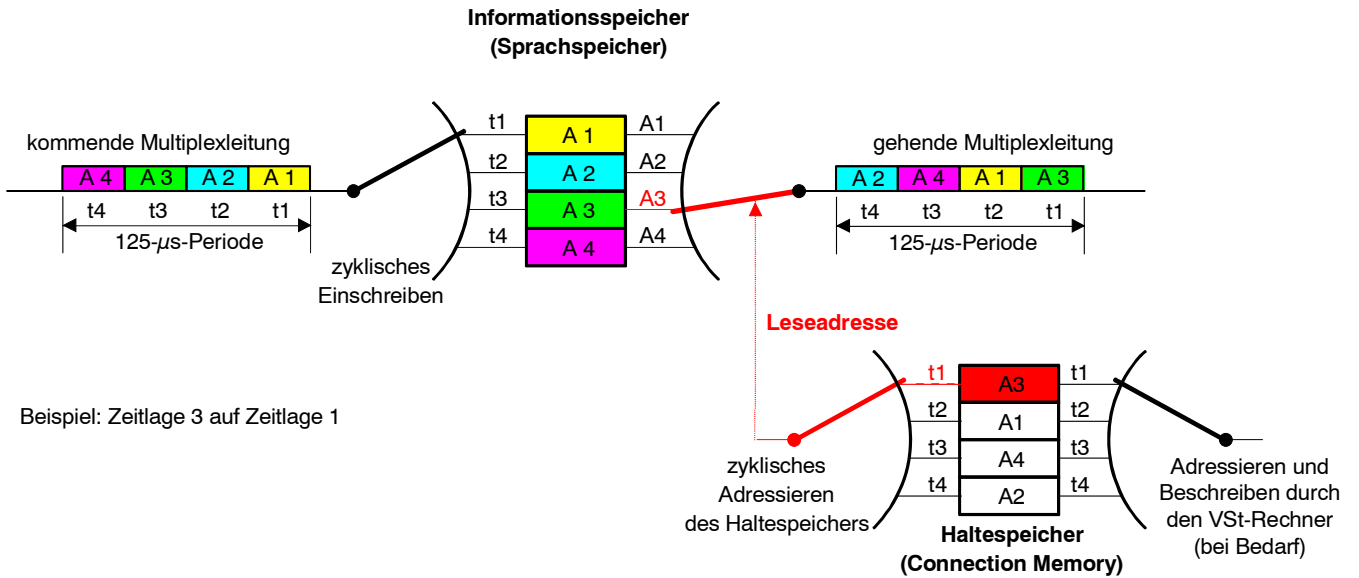 Informationsspeicher
(Sprachspeicher)
kommende Multiplexleitung
A 4 A 3 A 2 A 1
t4 t3 t2 t1
125-µs-Periode
zyklisches
Einschreiben
t1 A 1 A1
t2 A 2 A2
t3 A 3 A3
t4 A 4 A4
gehende Multiplexleitung
A 2 A 4 A 1 A 3
t4 t3 t2 t1
125-µs-Periode
Leseadresse
Beispiel: Zeitlage 3 auf Zeitlage 1
zyklisches
Adressieren
des Haltespeichers
t1 A3 t1
t2 A1 t2
t3 A4 t3
t4 A2 t4
Haltespeicher
(Connection Memory)
Adressieren und
Beschreiben durch
den VSt-Rechner
(bei Bedarf)